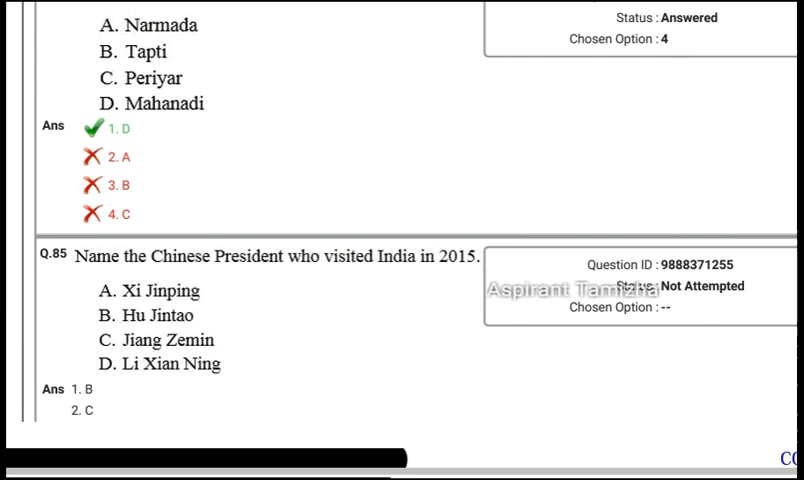 A. Narmada
B. Tapti
C. Periyar
D. Mahanadi
Status : Answered
Chosen Option : 4
Ans
1. D
2. A
3. B
4. C
Q.85 Name the Chinese President who visited India in 2015.
A. Xi Jinping
B. Hu Jintao
C. Jiang Zemin
D. Li Xian Ning
Question ID : 9888371255
Aspirant Tamizha
Status : Not Attempted
Chosen Option : --
Ans 1. B
2. C